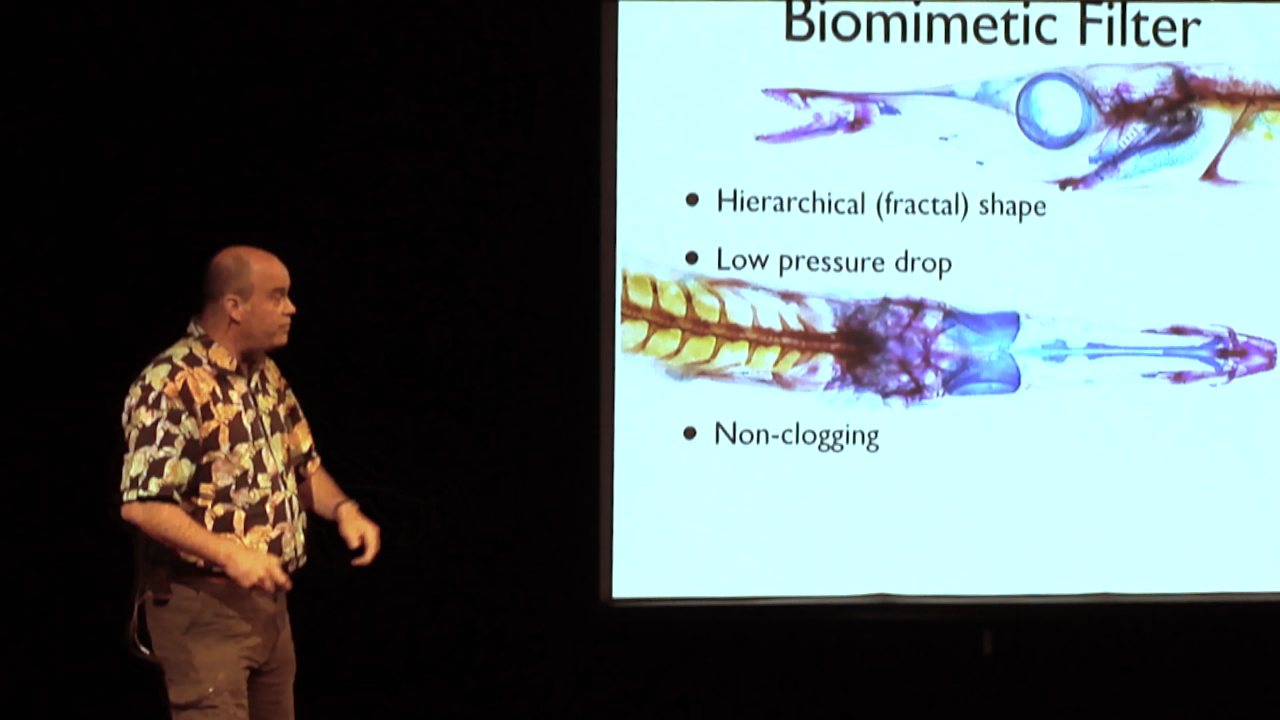 Biomimetic Filter
• Hierarchical (fractal) shape
• Low pressure drop
• Non-clogging